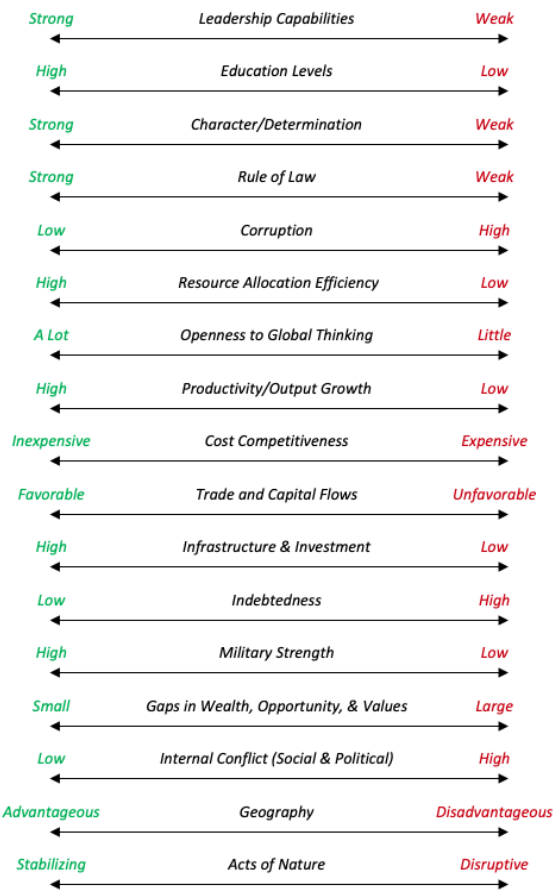 Strong Leadership Capabilities Weak
High Education Levels Low
Strong Character/Determination Weak
Strong Rule of Law Weak
Low Corruption High
High Resource Allocation Efficiency Low
A Lot Openness to Global Thinking Little
High Productivity/Output Growth Low
Inexpensive Cost Competitiveness Expensive
Favorable Trade and Capital Flows Unfavorable
High Infrastructure & Investment Low
Low Indebtedness High
High Military Strength Low
Small Gaps in Wealth, Opportunity, & Values Large
Low Internal Conflict (Social & Political) High
Advantageous Geography Disadvantageous
Stabilizing Acts of Nature Disruptive